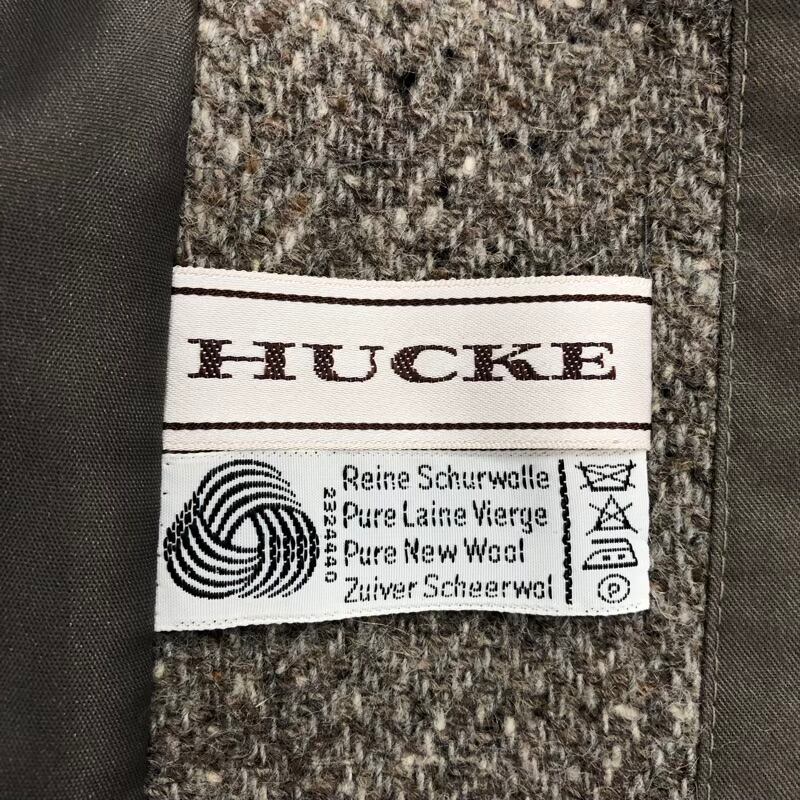 HUCKE
Reine Schurwolle
Pure Laine Vierge
Pure New Wool
Zuiver Scheerwol
2324440
P